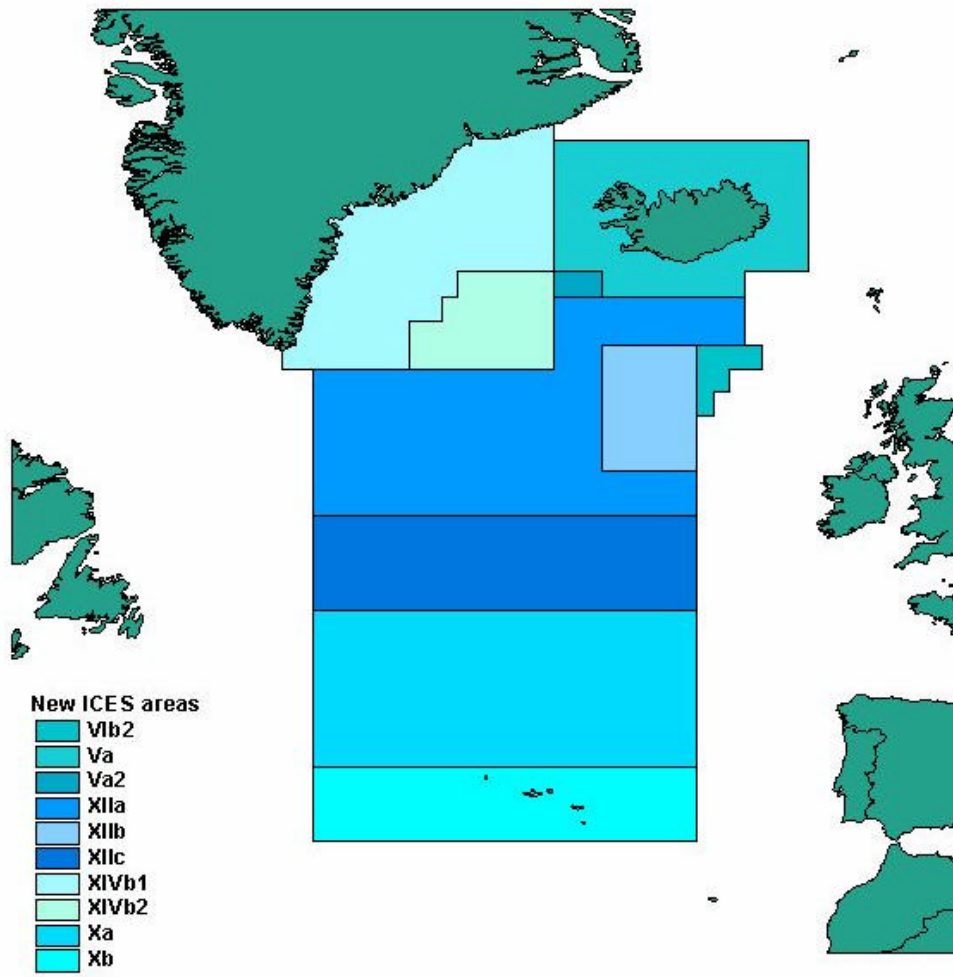 New ICES areas
VIb2
Va
Va2
XIIa
XIIb
XIIc
XIVb1
XIVb2
Xa
Xb